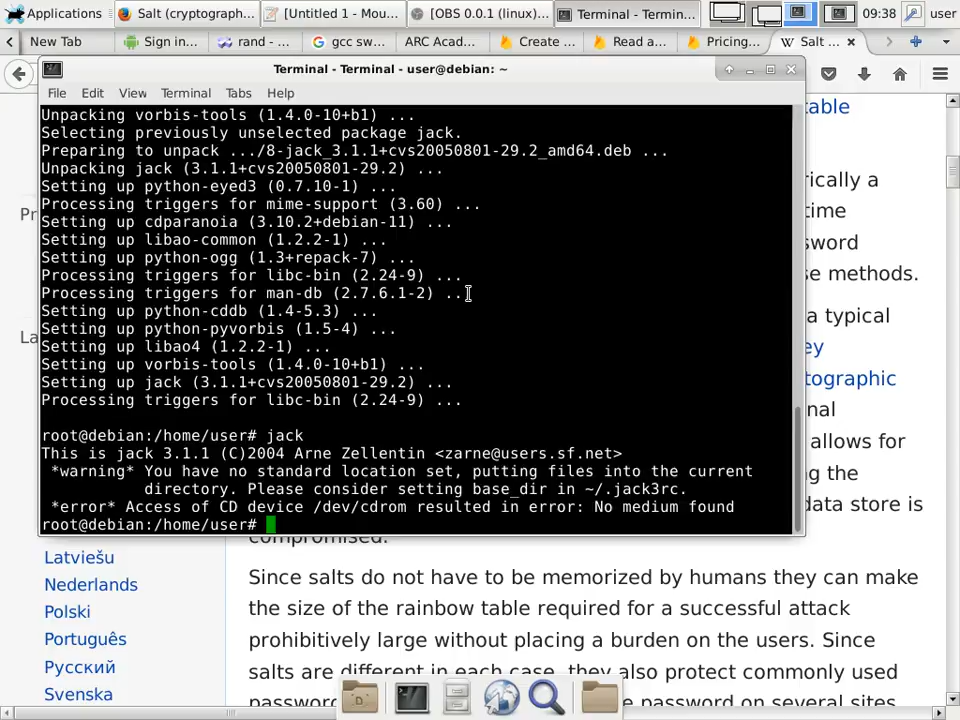 Applications
Salt (cryptograph...
[Untitled 1 - Mou...
[OBS 0.0.1 (linux)...
Terminal - Termin...
09:38
user
New Tab
Sign in...
rand - ...
gcc sw...
ARC Acad...
Create ...
Read a...
Pricing...
Salt ...
Terminal - Terminal - user@debian: ~
File Edit View Terminal Tabs Help
Unpacking vorbis-tools (1.4.0-10+b1) ...
Selecting previously unselected package jack.
Preparing to unpack .../8-jack_3.1.1+cvs20050801-29.2_amd64.deb ...
Unpacking jack (3.1.1+cvs20050801-29.2) ...
Setting up python-eyed3 (0.7.10-1) ...
Processing triggers for mime-support (3.60) ...
Setting up cdparanoia (3.10.2+debian-11) ...
Setting up libao-common (1.2.2-1) ...
Setting up python-ogg (1.3+repack-7) ...
Processing triggers for libc-bin (2.24-9) ...
Processing triggers for man-db (2.7.6.1-2) ...
Setting up python-cddb (1.4-5.3) ...
Setting up python-pyvorbis (1.5-4) ...
Setting up libao4 (1.2.2-1) ...
Setting up vorbis-tools (1.4.0-10+b1) ...
Setting up jack (3.1.1+cvs20050801-29.2) ...
Processing triggers for libc-bin (2.24-9) ...
root@debian:/home/user# jack
This is jack 3.1.1 (C)2004 Arne Zellentin <zarne@users.sf.net>
*warning* You have no standard location set, putting files into the current
directory. Please consider setting base_dir in ~/.jack3rc.
*error* Access of CD device /dev/cdrom resulted in error: No medium found
root@debian:/home/user#
Pr
La
table
rically a
time
sword
se methods.
a typical
ey
tographic
nal
allows for
g the
data store is
compromised.
Latviešu
Nederlands
Polski
Português
Русский
Svenska
Since salts do not have to be memorized by humans they can make
the size of the rainbow table required for a successful attack
prohibitively large without placing a burden on the users. Since
salts are different in each case, they also protect commonly used
password on several sites